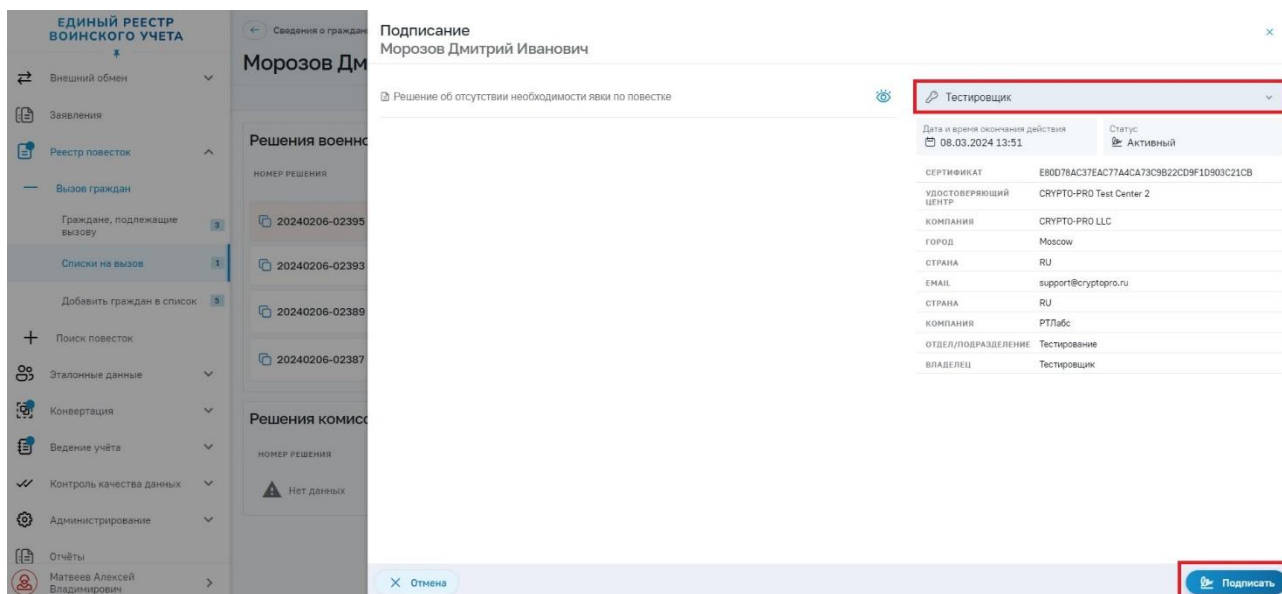 ЕДИНЫЙ РЕЕСТР
ВОИНСКОГО УЧЕТА
Внешний обмен
Заявления
Реестр повесток
Вызов граждан
Граждане, подлежащие
вызову
3
Списки на вызов
1
Добавить граждан в список
5
Поиск повесток
Эталонные данные
Конвертация
Ведение учёта
Контроль качества данных
Администрирование
Отчёты
Матвеев Алексей
Владимирович
Сведения о граждан
Морозов Дм
Решения военно
НОМЕР РЕШЕНИЯ
20240206-02395
20240206-02393
20240206-02389
20240206-02387
Решения комисс
НОМЕР РЕШЕНИЯ
Нет данных
Подписание
Морозов Дмитрий Иванович
Решение об отсутствии необходимости явки по повестке
Тестировщик
Дата и время окончания действия
08.03.2024 13:51
Статус
Активный
СЕРТИФИКАТ E80D78AC37EAC77A4CA73C9B22CD9F1D903C21CB
УДОСТОВЕРЯЮЩИЙ
ЦЕНТР
CRYPTO-PRO Test Center 2
КОМПАНИЯ CRYPTO-PRO LLC
ГОРОД Moscow
СТРАНА RU
EMAIL support@cryptopro.ru
СТРАНА RU
КОМПАНИЯ РТЛабс
ОТДЕЛ/ПОДРАЗДЕЛЕНИЕ Тестирование
ВЛАДЕЛЕЦ Тестировщик
Отмена
Подписать